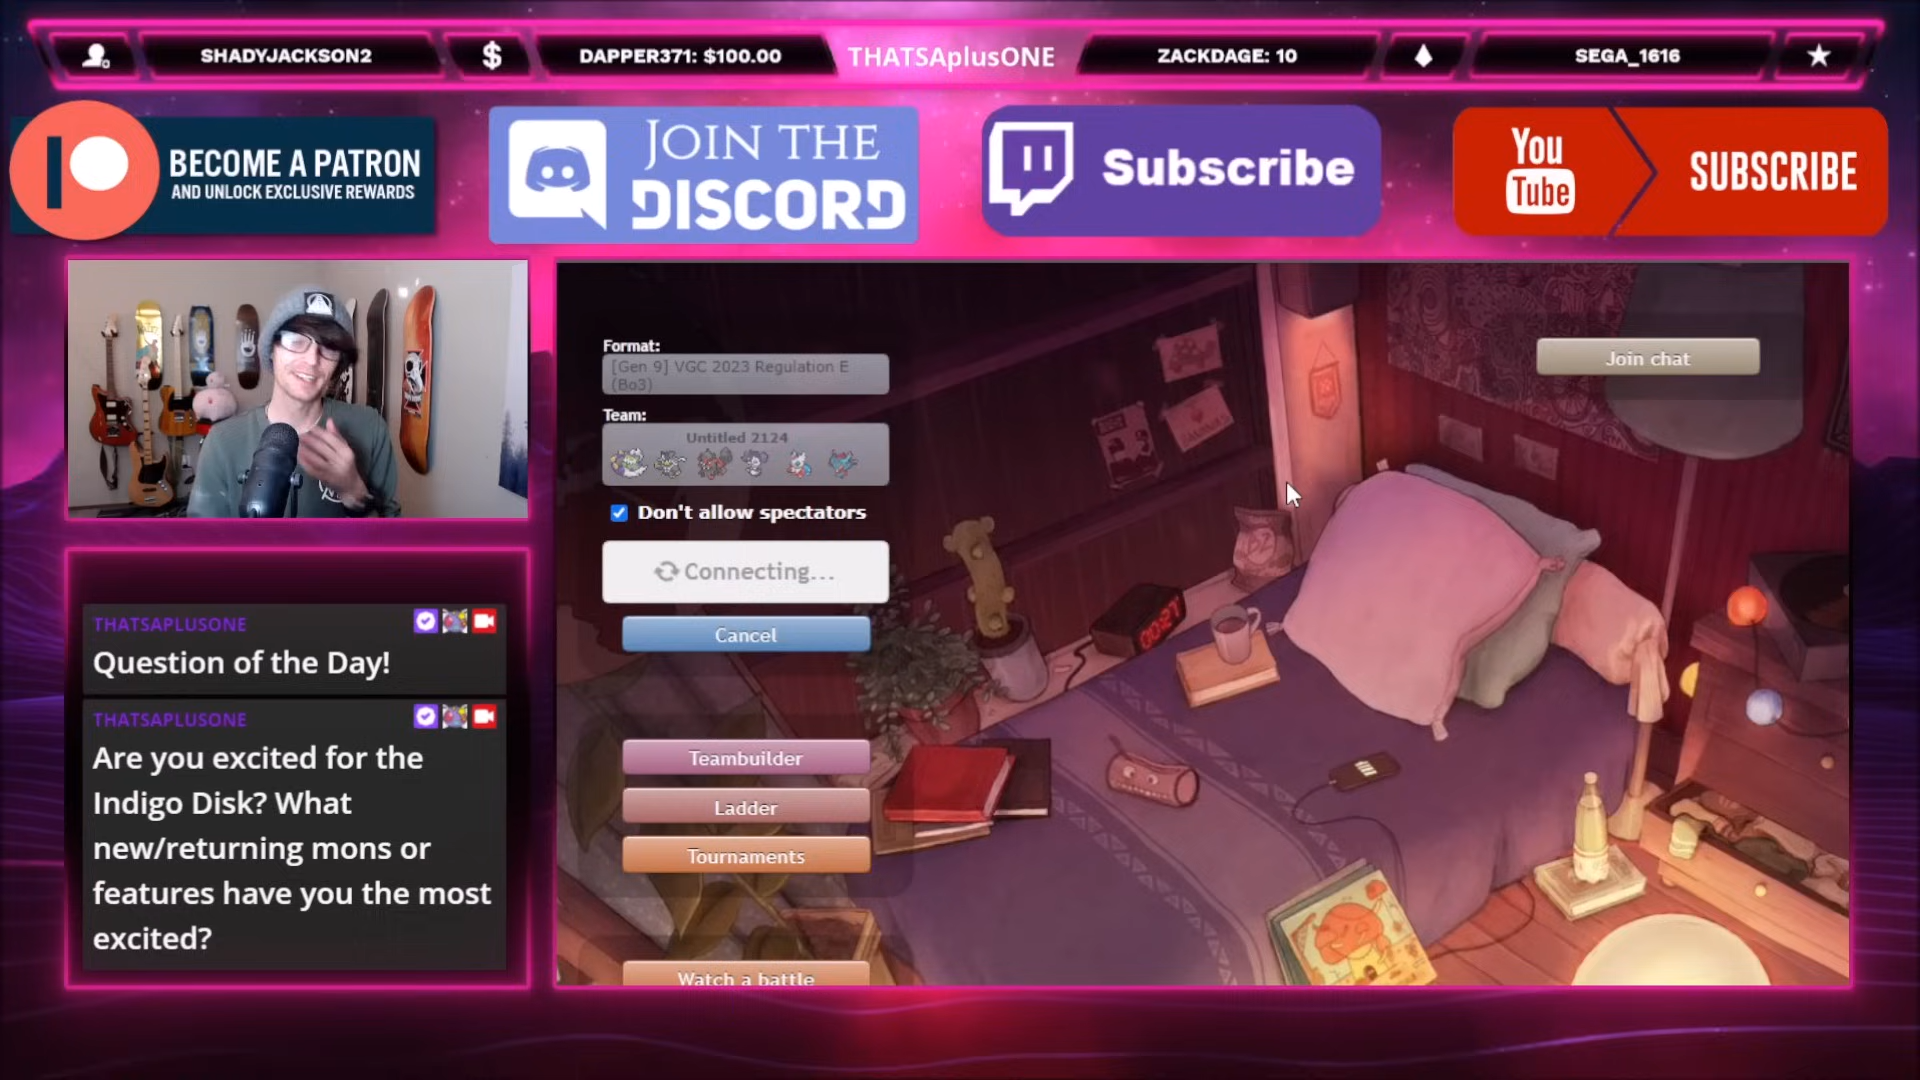 SHADYJACKSON2
$
DAPPER371: $100.00
THATSAplusONE
ZACKDAGE: 10
SEGA_1616
BECOME A PATRON
AND UNLOCK EXCLUSIVE REWARDS
JOIN THE
DISCORD
Subscribe
You
Tube
SUBSCRIBE
Format:
[Gen 9] VGC 2023 Regulation E
(Bo3)
Team:
Untitled 2124
Don't allow spectators
Connecting...
Cancel
Teambuilder
Ladder
Tournaments
Watch a battle
Join chat
00:27
THATSAPLUSONE
Question of the Day!
THATSAPLUSONE
Are you excited for the
Indigo Disk? What
new/returning mons or
features have you the most
excited?